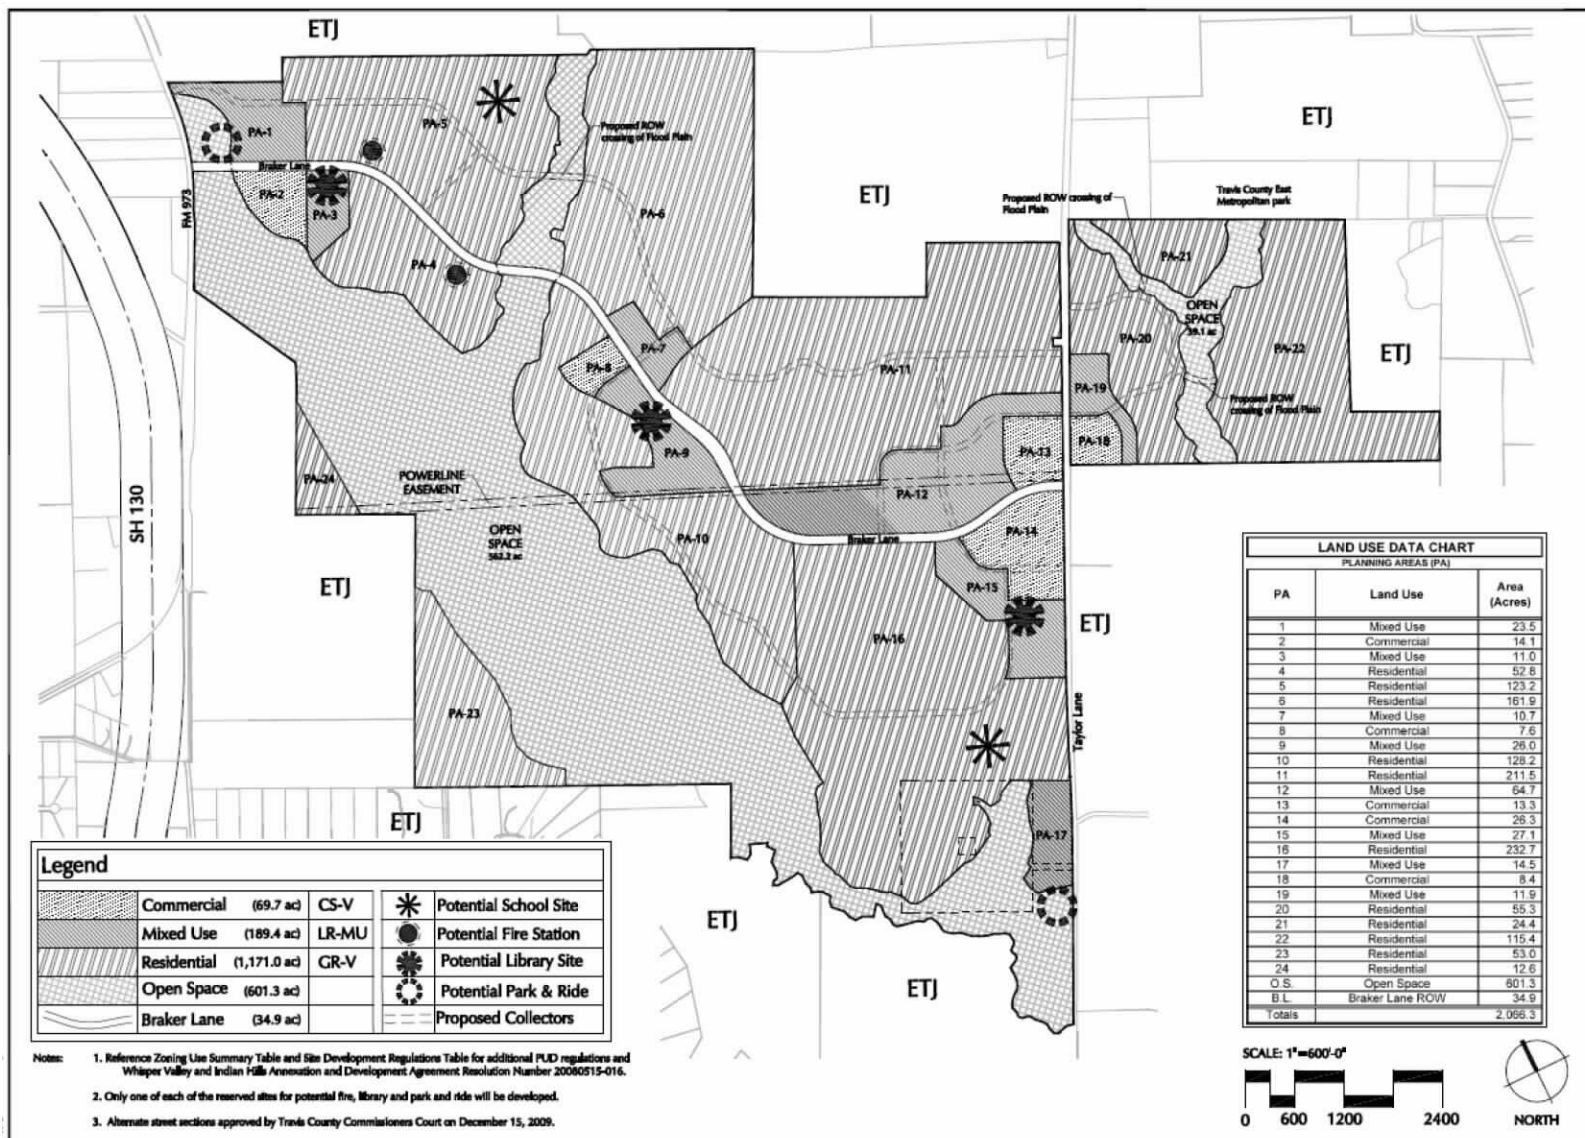 ETJ
ETJ
ETJ
ETJ
ETJ
ETJ
ETJ
ETJ
ETJ
PA-1
Braker Lane
PA-2
PA-3
FM 973
PA-5
PA-4
Proposed ROW
crossing of Flood Plain
PA-6
PA-7
PA-8
PA-9
Proposed ROW crossing of
Flood Plain
Travis County East
Metropolitan park
PA-21
OPEN
SPACE
39.1 ac
PA-20
PA-22
PA-19
Proposed ROW
crossing of Flood Plain
PA-18
PA-11
PA-13
PA-12
PA-14
Braker Lane
PA-24
POWERLINE
EASEMENT
SH 130
OPEN
SPACE
562.2 ac
PA-10
PA-15
PA-16
PA-23
Taylor Lane
PA-17
LAND USE DATA CHART
PLANNING AREAS (PA)
PA Land Use Area
(Acres)
1 Mixed Use 23.5
2 Commercial 14.1
3 Mixed Use 11.0
4 Residential 52.8
5 Residential 123.2
6 Residential 161.9
7 Mixed Use 10.7
8 Commercial 7.6
9 Mixed Use 26.0
10 Residential 128.2
11 Residential 211.5
12 Mixed Use 64.7
13 Commercial 13.3
14 Commercial 26.3
15 Mixed Use 27.1
16 Residential 232.7
17 Mixed Use 14.5
18 Commercial 8.4
19 Mixed Use 11.9
20 Residential 55.3
21 Residential 24.4
22 Residential 115.4
23 Residential 53.0
24 Residential 12.6
O.S. Open Space 601.3
B.L. Braker Lane ROW 34.9
Totals 2,066.3
Legend
Commercial (69.7 ac) CS-V Potential School Site
Mixed Use (189.4 ac) LR-MU Potential Fire Station
Residential (1,171.0 ac) GR-V Potential Library Site
Open Space (601.3 ac) Potential Park & Ride
Braker Lane (34.9 ac) Proposed Collectors
Notes: 1. Reference Zoning Use Summary Table and Site Development Regulations Table for additional PUD regulations and
Whisper Valley and Indian Hills Annexation and Development Agreement Resolution Number 20080515-016.
2. Only one of each of the reserved sites for potential fire, library and park and ride will be developed.
3. Alternate street sections approved by Travis County Commissioners Court on December 15, 2009.
SCALE: 1"=600'-0"
0 600 1200 2400
NORTH